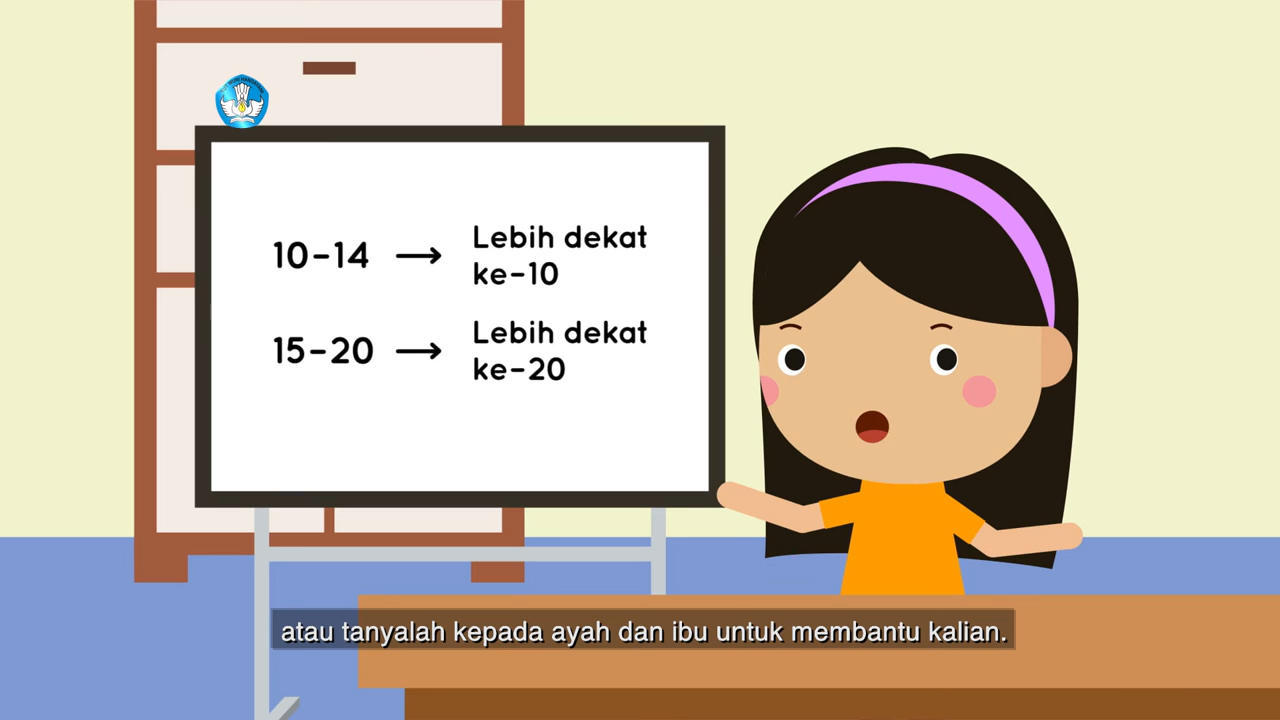 10-14 → Lebih dekat
ke-10
15-20 → Lebih dekat
ke-20
atau tanyalah kepada ayah dan ibu untuk membantu kalian.